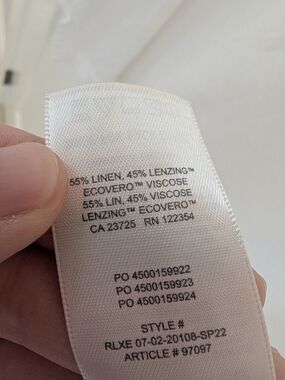 55% LINEN, 45% LENZING™
ECOVERO™ VISCOSE
55% LIN, 45% VISCOSE
LENZING™ ECOVERO™
CA 23725 RN 122354
PO 4500159922
PO 4500159923
PO 4500159924
STYLE #
RLXE 07-02-20108-SP22
ARTICLE # 97097